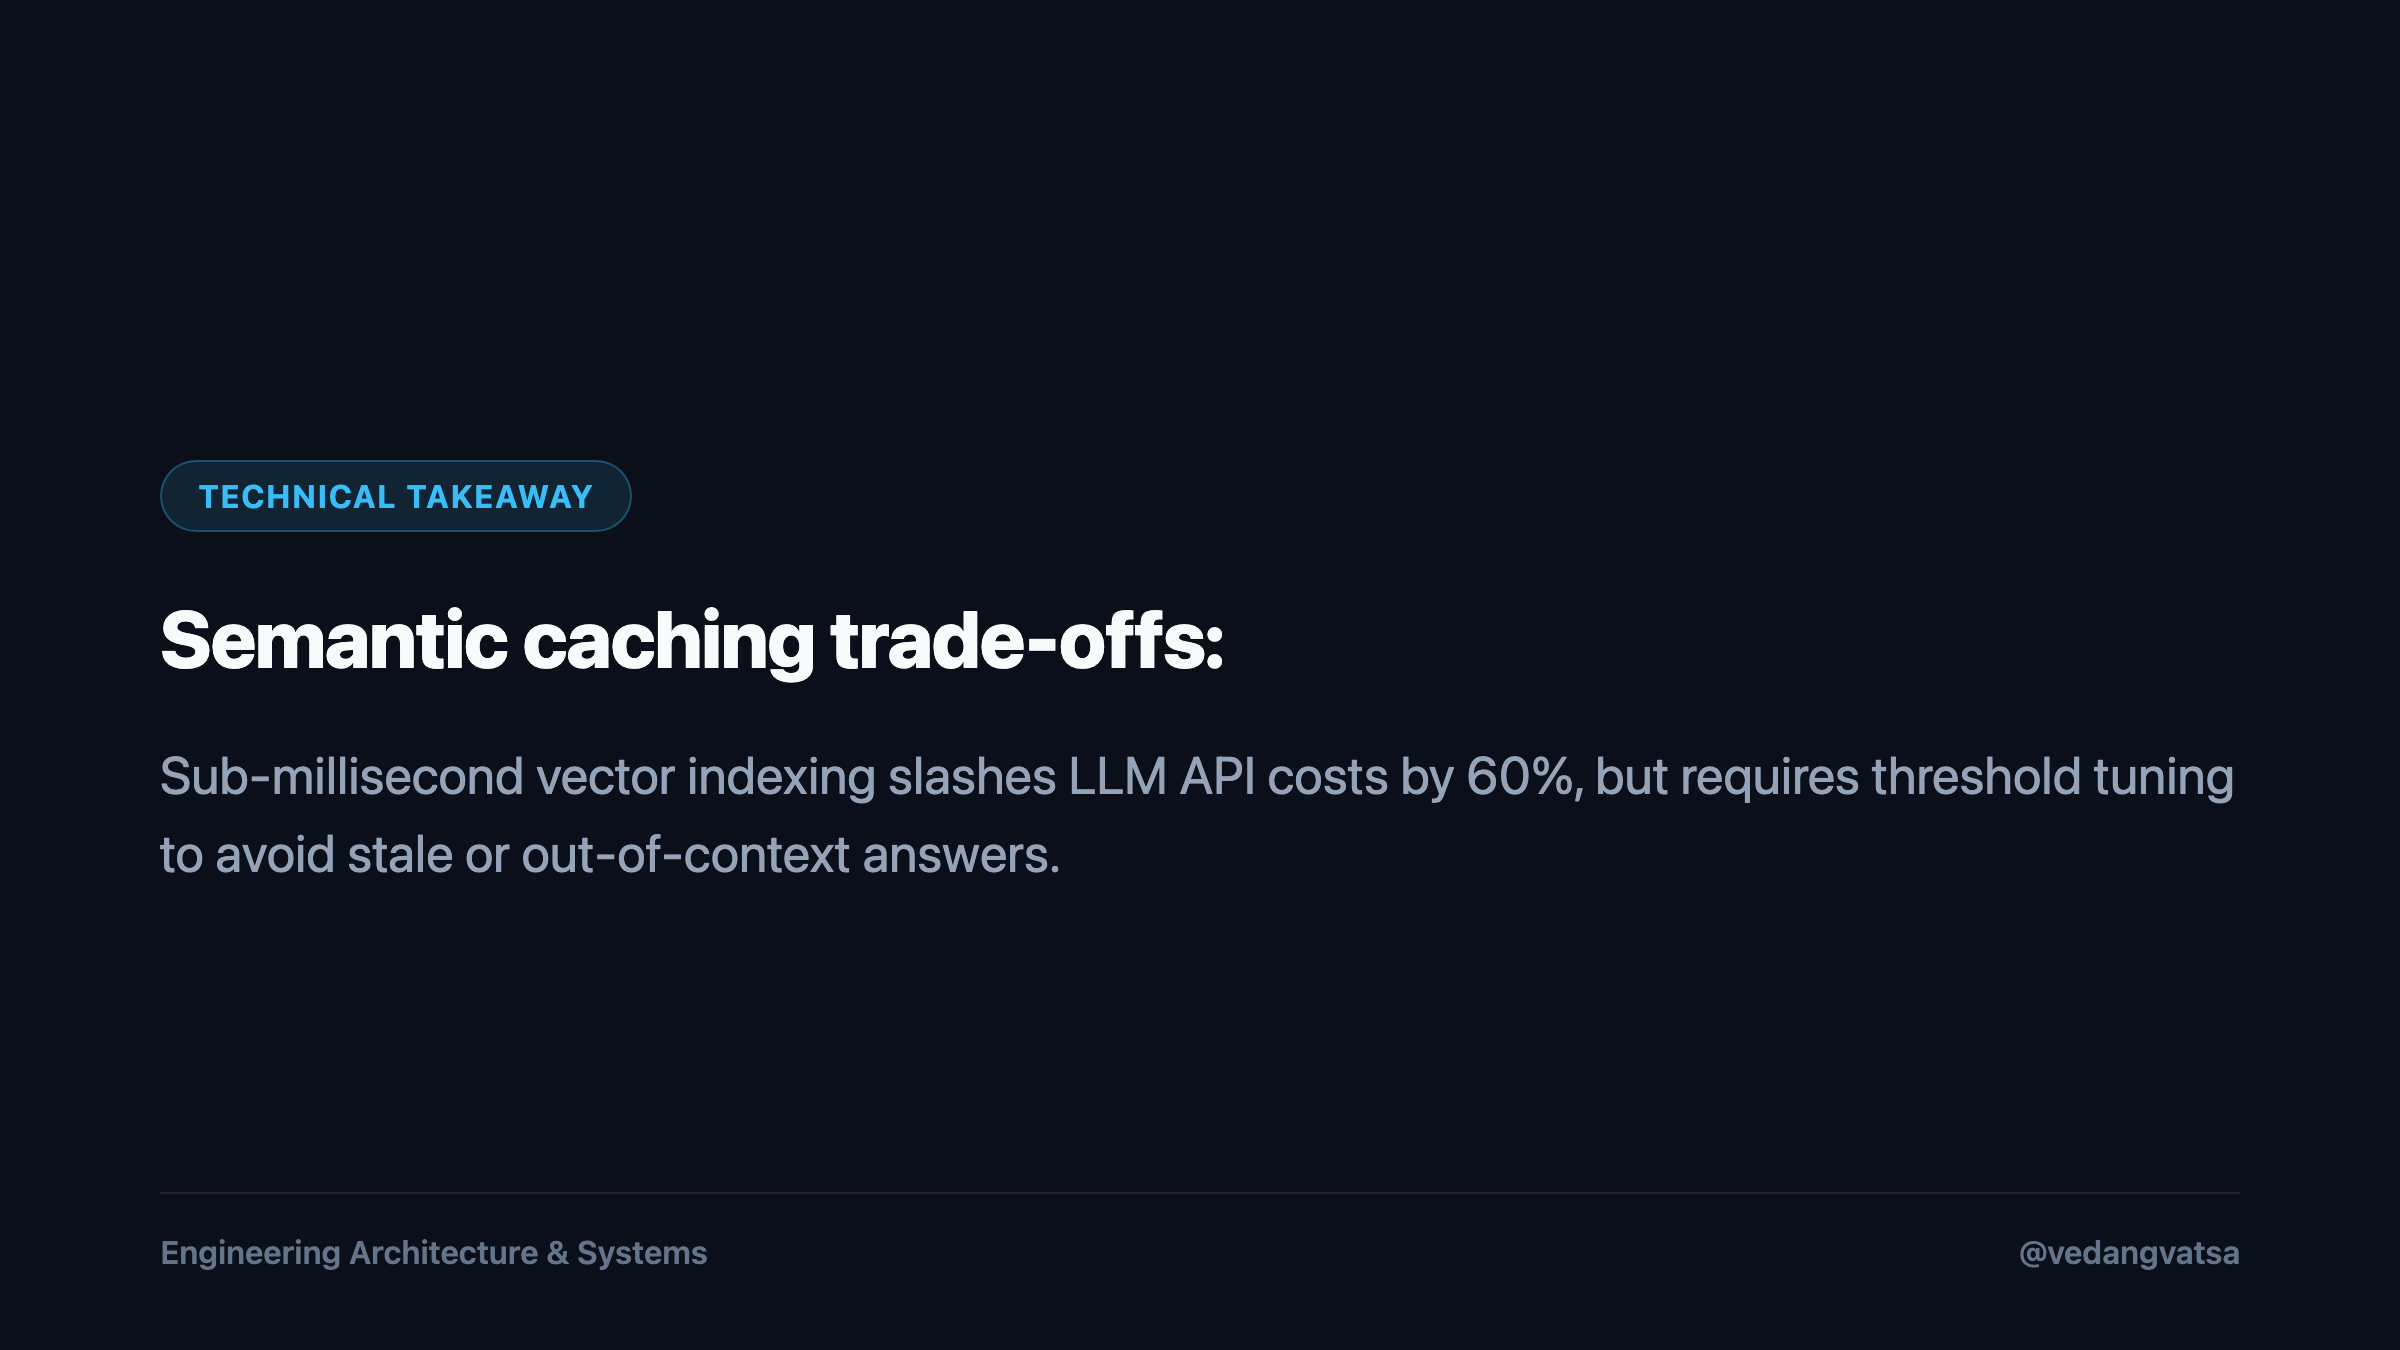 TECHNICAL TAKEAWAY
Semantic caching trade-offs:
Sub-millisecond vector indexing slashes LLM API costs by 60%, but requires threshold tuning
to avoid stale or out-of-context answers.
Engineering Architecture & Systems
@vedangvatsa